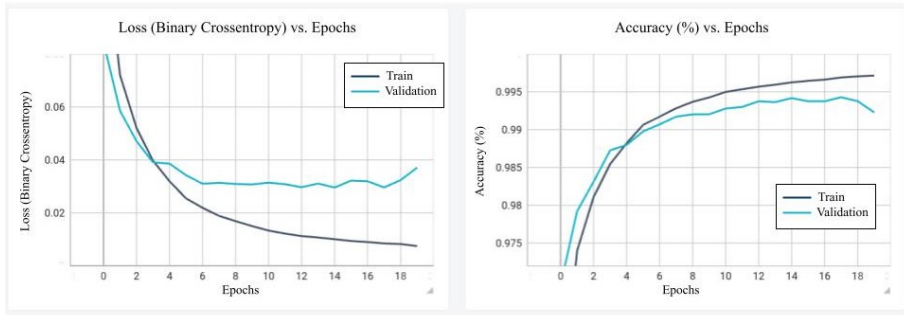 Loss (Binary Crossentropy) vs. Epochs
Train
Validation
Loss (Binary Crossentropy)
0.06
0.04
0.02
0 2 4 6 8 10 12 14 16 18
Epochs
Accuracy (%) vs. Epochs
Accuracy (%)
0.995
0.99
0.985
0.98
0.975
Train
Validation
0 2 4 6 8 10 12 14 16 18
Epochs